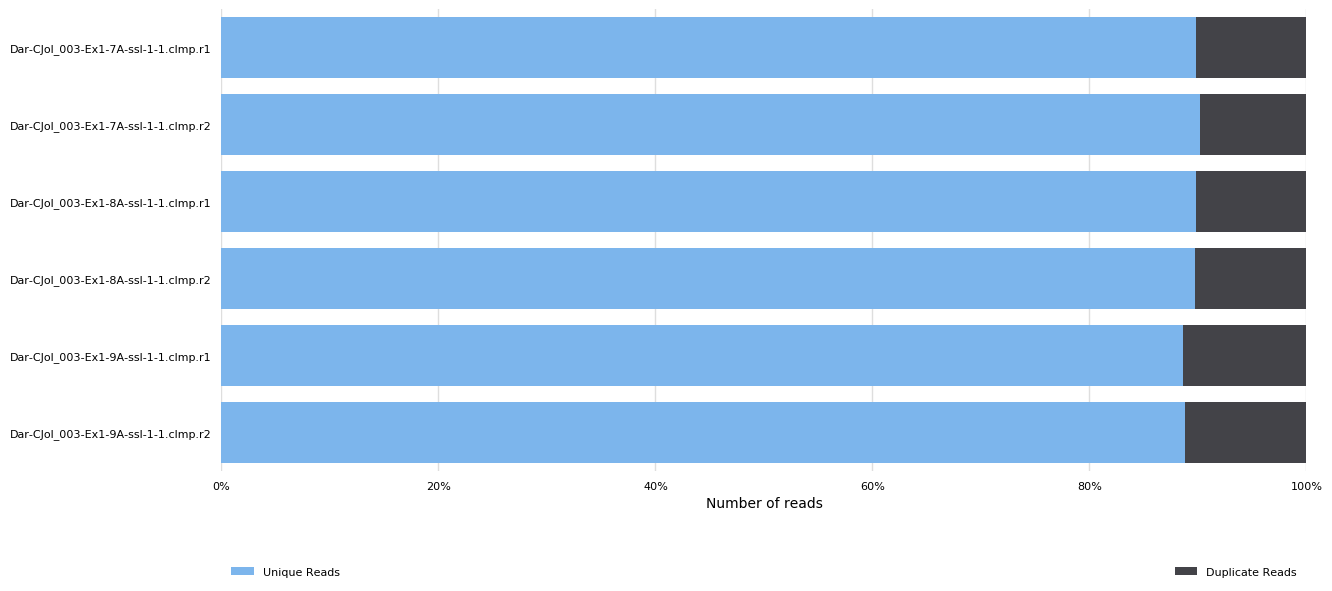 Dar-CJol_003-Ex1-7A-ssl-1-1.clmp.r1
Dar-CJol_003-Ex1-7A-ssl-1-1.clmp.r2
Dar-CJol_003-Ex1-8A-ssl-1-1.clmp.r1
Dar-CJol_003-Ex1-8A-ssl-1-1.clmp.r2
Dar-CJol_003-Ex1-9A-ssl-1-1.clmp.r1
Dar-CJol_003-Ex1-9A-ssl-1-1.clmp.r2
0% 20% 40% 60% 80% 100%
Number of reads
Unique Reads Duplicate Reads